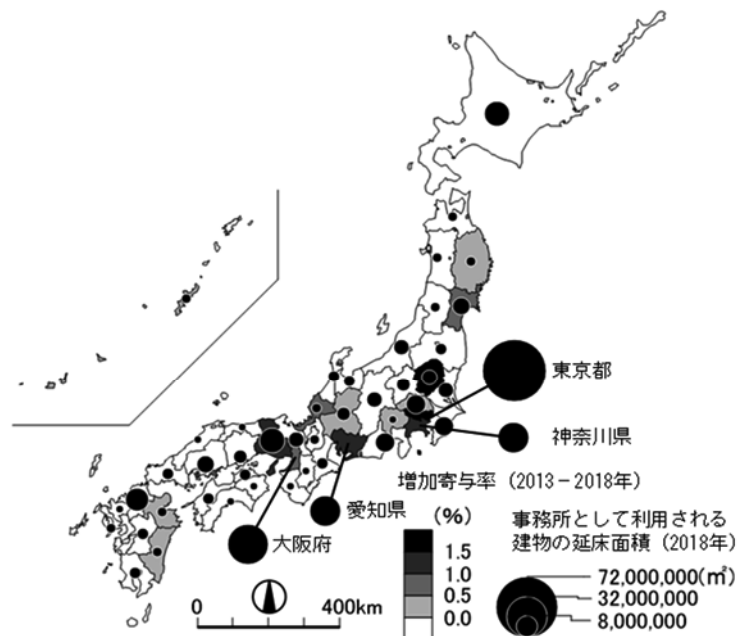 東京都
神奈川県
愛知県
大阪府
増加寄与率（2013－2018年）
(%)
1.5
1.0
0.5
0.0
事務所として利用される
建物の延床面積（2018年）
72,000,000(㎡)
32,000,000
8,000,000
0 400km